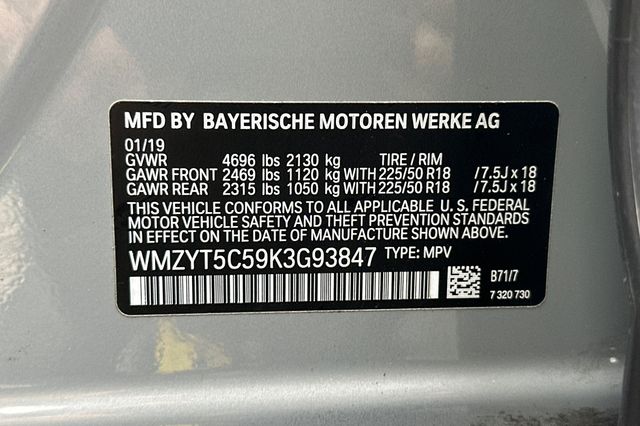 MFD BY BAYERISCHE MOTOREN WERKE AG
01/19
GVWR 4696 lbs 2130 kg TIRE / RIM
GAWR FRONT 2469 lbs 1120 kg WITH 225/50 R18 / 7.5J x 18
GAWR REAR 2315 lbs 1050 kg WITH 225/50 R18 / 7.5J x 18
THIS VEHICLE CONFORMS TO ALL APPLICABLE U. S. FEDERAL
MOTOR VEHICLE SAFETY AND THEFT PREVENTION STANDARDS
IN EFFECT ON THE DATE OF MANUFACTURE SHOWN ABOVE.
WMZYT5C59K3G93847 TYPE: MPV
B71/7
7 320 730